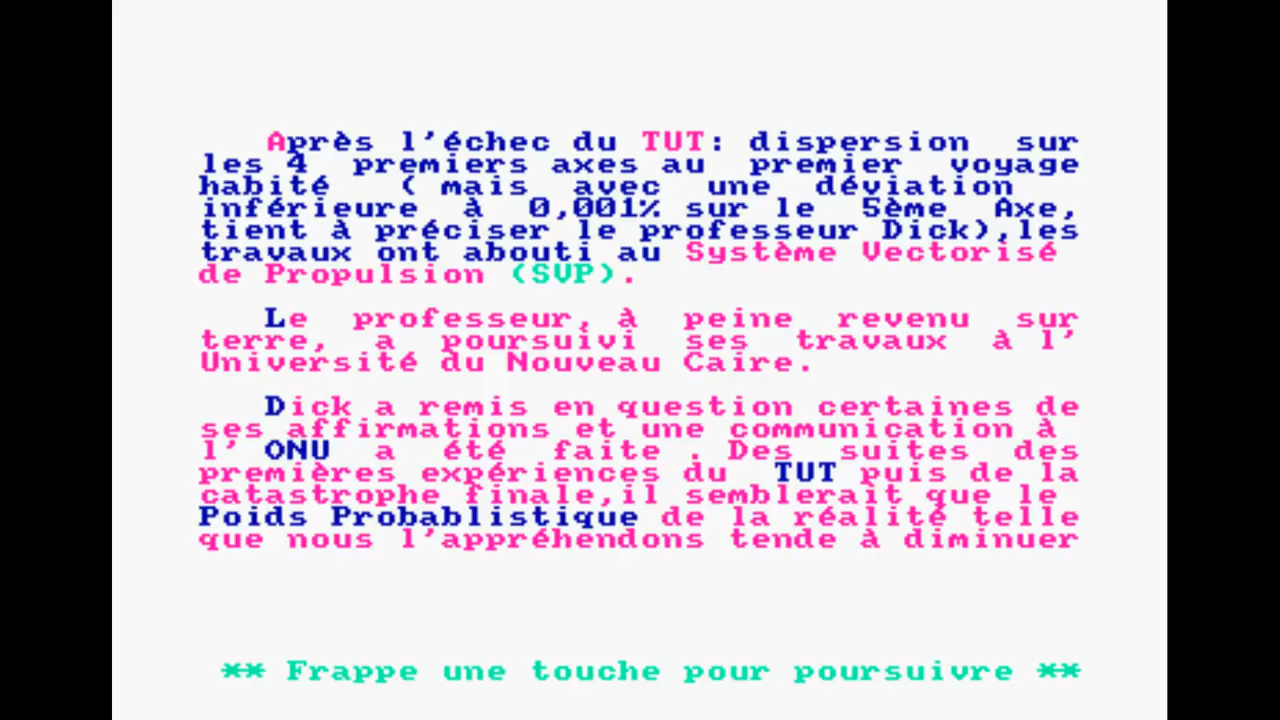 Après l'échec du TUT: dispersion sur
les 4 premiers axes au premier voyage
habité ( mais avec une déviation
inférieure à 0,001% sur le 5ème Axe,
tient à préciser le professeur Dick),les
travaux ont abouti au Système Vectorisé
de Propulsion (SVP).
Le professeur, à peine revenu sur
terre, a poursuivi ses travaux à l'
Université du Nouveau Caire.
Dick a remis en question certaines de
ses affirmations et une communication à
l' ONU a été faite . Des suites des
premières expériences du TUT puis de la
catastrophe finale,il semblerait que le
Poids Probablistique de la réalité telle
que nous l'appréhendons tende à diminuer
** Frappe une touche pour poursuivre **